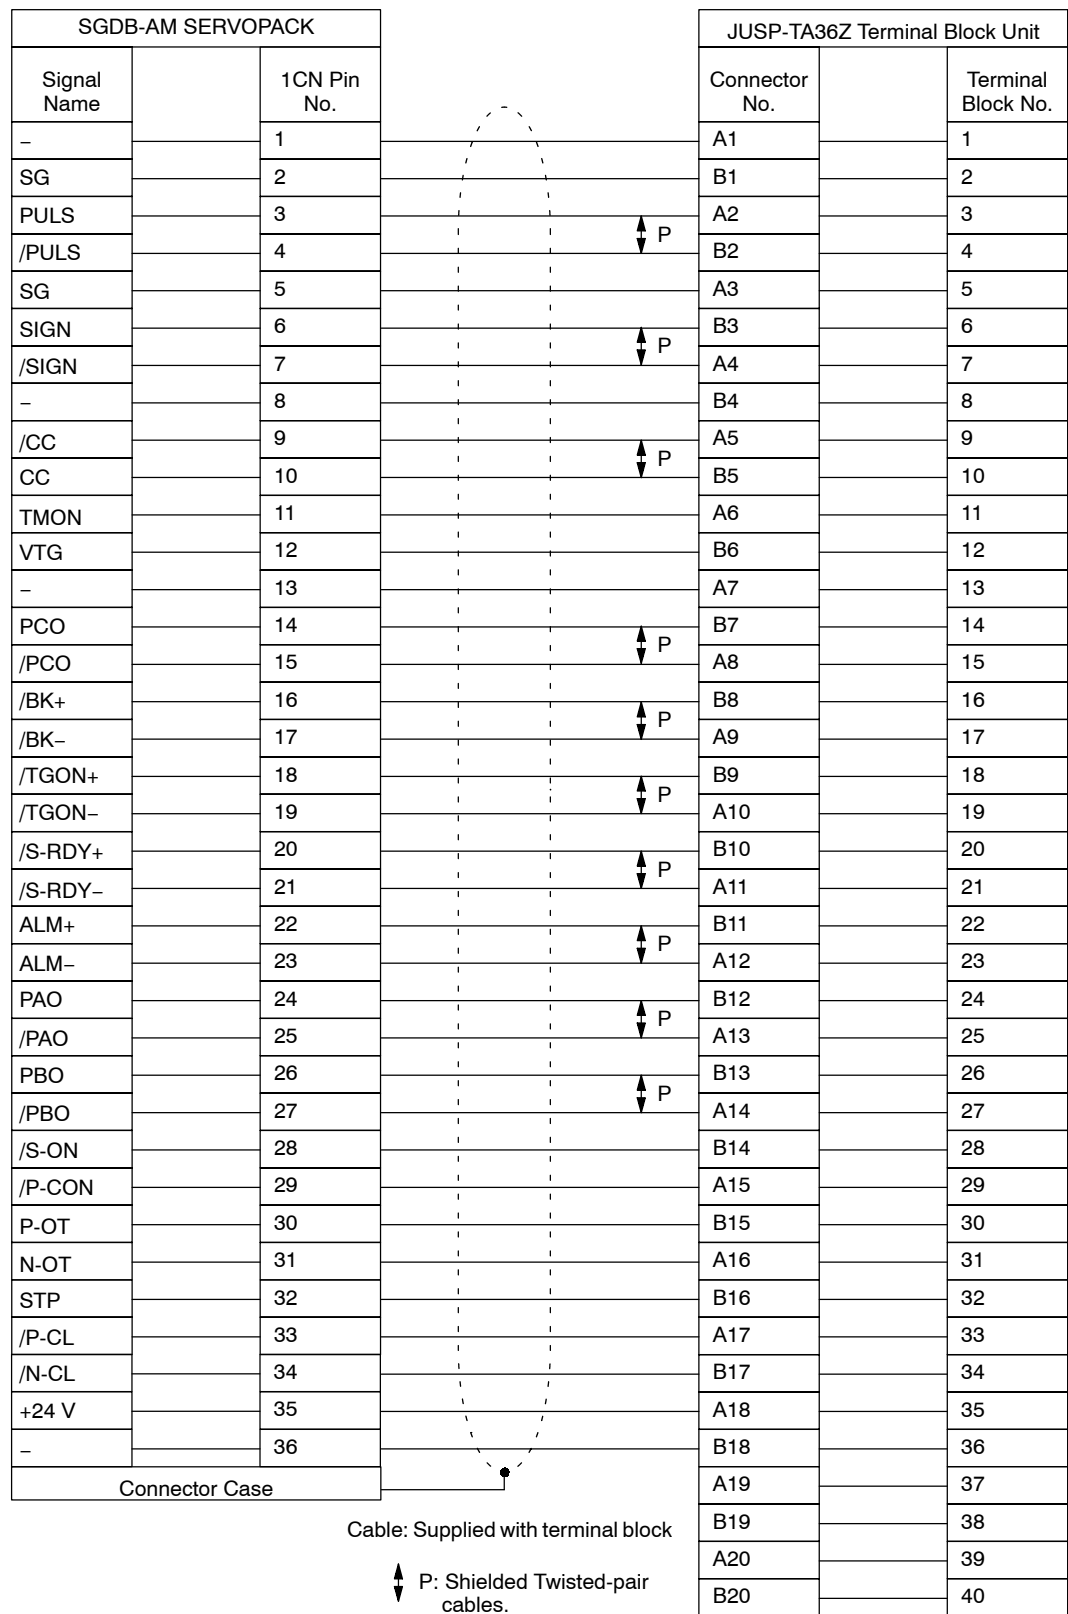 SGDB-AM SERVOPACK JUSP-TA36Z Terminal Block Unit
Signal Name 1CN Pin No. Connector No. Terminal Block No.
– 1 A1 1
SG 2 B1 2
PULS 3 A2 3
P
/PULS 4 B2 4
SG 5 A3 5
SIGN 6 B3 6
P
/SIGN 7 A4 7
– 8 B4 8
/CC 9 A5 9
P
CC 10 B5 10
TMON 11 A6 11
VTG 12 B6 12
– 13 A7 13
PCO 14 B7 14
P
/PCO 15 A8 15
/BK+ 16 B8 16
P
/BK– 17 A9 17
/TGON+ 18 B9 18
P
/TGON– 19 A10 19
/S-RDY+ 20 B10 20
P
/S-RDY– 21 A11 21
ALM+ 22 B11 22
P
ALM– 23 A12 23
PAO 24 B12 24
P
/PAO 25 A13 25
PBO 26 B13 26
P
/PBO 27 A14 27
/S-ON 28 B14 28
/P-CON 29 A15 29
P-OT 30 B15 30
N-OT 31 A16 31
STP 32 B16 32
/P-CL 33 A17 33
/N-CL 34 B17 34
+24 V 35 A18 35
– 36 B18 36
Connector Case A19 37
B19 38
Cable: Supplied with terminal block
A20 39
P: Shielded Twisted-pair
cables.
B20 40